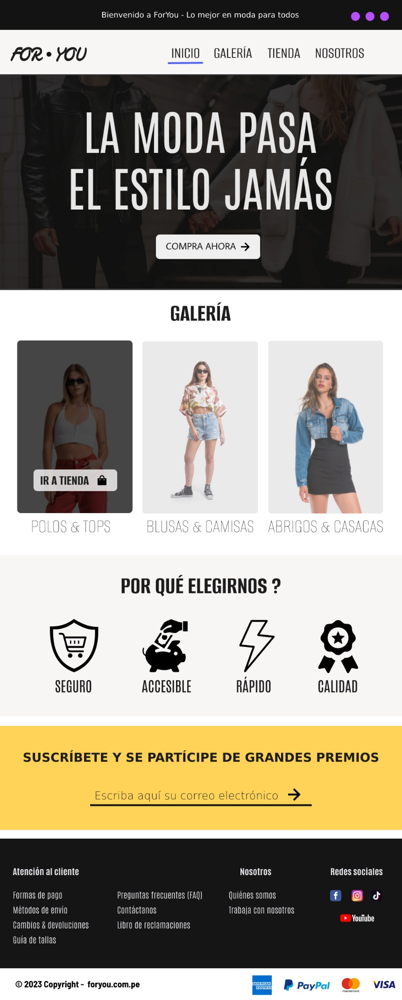 Bienvenido a ForYou - Lo mejor en moda para todos
FOR • YOU
INICIO GALERÍA TIENDA NOSOTROS
LA MODA PASA
EL ESTILO JAMÁS
COMPRA AHORA
GALERÍA
IR A TIENDA
POLOS & TOPS
BLUSAS & CAMISAS
ABRIGOS & CASACAS
POR QUÉ ELEGIRNOS ?
SEGURO
ACCESIBLE
RÁPIDO
CALIDAD
SUSCRÍBETE Y SE PARTÍCIPE DE GRANDES PREMIOS
Escriba aquí su correo electrónico
Atención al cliente
Formas de pago
Métodos de envío
Cambios & devoluciones
Guía de tallas
Preguntas frecuentes (FAQ)
Contáctanos
Libro de reclamaciones
Nosotros
Quiénes somos
Trabaja con nosotros
Redes sociales
YouTube
© 2023 Copyright - foryou.com.pe
AMERICAN
EXPRESS
PayPal
mastercard.
VISA